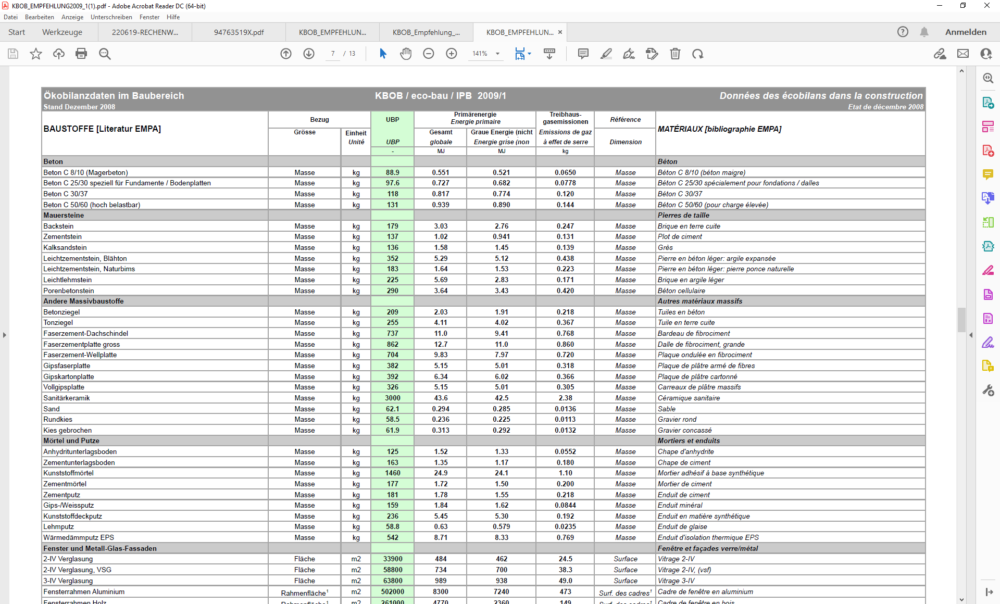 KBOB_EMPFEHLUNG2009_1(1).pdf - Adobe Acrobat Reader DC (64-bit)
Datei Bearbeiten Anzeige Unterschreiben Fenster Hilfe
Start Werkzeuge 220619-RECHENW... 94763519X.pdf KBOB_EMPFEHLUN... KBOB_Empfehlung_... KBOB_EMPFEHLUN... Anmelden
7 / 13 141%
Ökobilanzdaten im Baubereich KBOB / eco-bau / IPB 2009/1 Données des écobilans dans la construction
Stand Dezember 2008 Etat de décembre 2008
BAUSTOFFE [Literatur EMPA] Bezug UBP Primärenergie Treibhaus- Référence MATÉRIAUX [bibliographie EMPA]
Energie primaire gasemissionen
Grösse Einheit Gesamt Graue Energie (nicht Emissions de gaz
Unité UBP globale Energie grise (non à effet de serre Dimension
- MJ MJ kg
Beton Béton
Beton C 8/10 (Magerbeton) Masse kg 88.9 0.551 0.521 0.0650 Masse Béton C 8/10 (béton maigre)
Beton C 25/30 speziell für Fundamente / Bodenplatten Masse kg 97.6 0.727 0.682 0.0778 Masse Béton C 25/30 spécialement pour fondations / dalles
Beton C 30/37 Masse kg 118 0.817 0.774 0.120 Masse Béton C 30/37
Beton C 50/60 (hoch belastbar) Masse kg 131 0.939 0.890 0.144 Masse Béton C 50/60 (pour charge élevée)
Mauersteine Pierres de taille
Backstein Masse kg 179 3.03 2.76 0.247 Masse Brique en terre cuite
Zementstein Masse kg 137 1.02 0.941 0.131 Masse Plot de ciment
Kalksandstein Masse kg 136 1.58 1.45 0.139 Masse Grès
Leichtzementstein, Blähton Masse kg 352 5.29 5.12 0.438 Masse Pierre en béton léger: argile expansée
Leichtzementstein, Naturbims Masse kg 183 1.64 1.53 0.223 Masse Pierre en béton léger: pierre ponce naturelle
Leichtlehmstein Masse kg 225 5.69 2.83 0.171 Masse Brique en argile léger
Porenbetonstein Masse kg 290 3.64 3.43 0.420 Masse Béton cellulaire
Andere Massivbaustoffe Autres matériaux massifs
Betonziegel Masse kg 209 2.03 1.91 0.218 Masse Tuiles en béton
Tonziegel Masse kg 255 4.11 4.02 0.367 Masse Tuile en terre cuite
Faserzement-Dachschindel Masse kg 737 11.0 9.41 0.768 Masse Bardeau de fibrociment
Faserzementplatte gross Masse kg 862 12.7 11.0 0.860 Masse Dalle de fibrociment, grande
Faserzement-Wellplatte Masse kg 704 9.83 7.97 0.720 Masse Plaque ondulée en fibrociment
Gipsfaserplatte Masse kg 382 5.15 5.01 0.318 Masse Plaque de plâtre armé de fibres
Gipskartonplatte Masse kg 392 6.34 6.02 0.366 Masse Plaque de plâtre cartonné
Vollgipsplatte Masse kg 326 5.15 5.01 0.305 Masse Carreaux de plâtre massifs
Sanitärkeramik Masse kg 3000 43.6 42.5 2.38 Masse Céramique sanitaire
Sand Masse kg 62.1 0.294 0.285 0.0136 Masse Sable
Rundkies Masse kg 58.5 0.236 0.225 0.0113 Masse Gravier rond
Kies gebrochen Masse kg 61.9 0.313 0.292 0.0132 Masse Gravier concassé
Mörtel und Putze Mortiers et enduits
Anhydritunterlagsboden Masse kg 125 1.52 1.33 0.0552 Masse Chape d'anhydrite
Zementunterlagsboden Masse kg 163 1.35 1.17 0.180 Masse Chape de ciment
Kunststoffmörtel Masse kg 1460 24.9 24.1 1.10 Masse Mortier adhésif à base synthétique
Zementmörtel Masse kg 177 1.72 1.50 0.200 Masse Mortier de ciment
Zementputz Masse kg 181 1.78 1.55 0.218 Masse Enduit de ciment
Gips-/Weissputz Masse kg 159 1.84 1.62 0.0844 Masse Enduit minéral
Kunststoffdeckputz Masse kg 236 5.45 5.30 0.192 Masse Enduit en matière synthétique
Lehmputz Masse kg 58.8 0.63 0.579 0.0235 Masse Enduit de glaise
Wärmedämmputz EPS Masse kg 542 8.71 8.33 0.769 Masse Enduit d'isolation thermique EPS
Fenster und Metall-Glas-Fassaden Fenêtre et façades verre/métal
2-IV Verglasung Fläche m2 33900 484 462 24.5 Surface Vitrage 2-IV
2-IV Verglasung, VSG Fläche m2 58800 734 700 38.3 Surface Vitrage 2-IV, (vsf)
3-IV Verglasung Fläche m2 63800 989 938 49.0 Surface Vitrage 3-IV
Fensterrahmen Aluminium Rahmenfläche¹ m2 502000 8300 7240 473 Surf. des cadres¹ Cadre de fenêtre en aluminium
Fensterrahmen Holz Rahmenfläche¹ m2 261000 4770 2360 149 Surf. des cadres¹ Cadre de fenêtre en bois